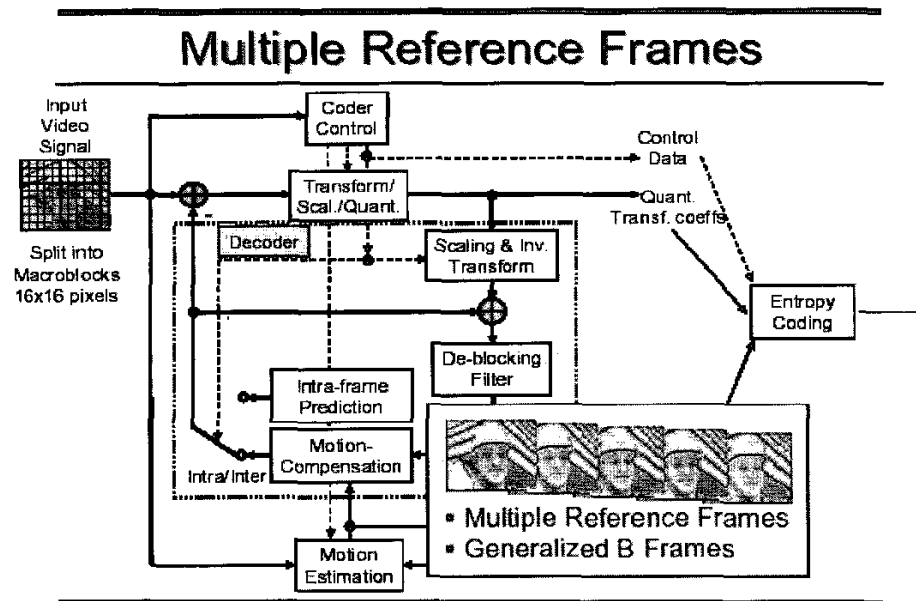 Multiple Reference Frames
Input
Video
Signal
Split into
Macroblocks
16x16 pixels
Coder
Control
Transform/
Scal./Quant.
Decoder
Scaling & Inv.
Transform
De-blocking
Filter
Intra-frame
Prediction
Motion-
Compensation
Intra/Inter
Motion
Estimation
Control
Data
Quant.
Transf. coeffs
Entropy
Coding
▪ Multiple Reference Frames
▪ Generalized B Frames